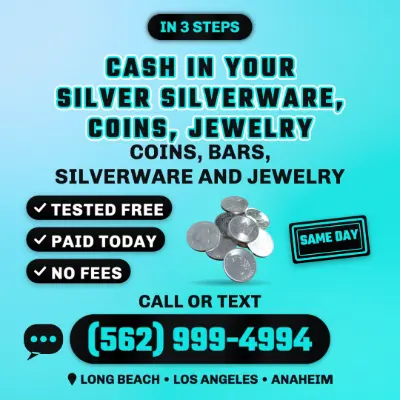 IN 3 STEPS
CASH IN YOUR
SILVER SILVERWARE,
COINS, JEWELRY
COINS, BARS,
SILVERWARE AND JEWELRY
TESTED FREE
PAID TODAY
NO FEES
SAME DAY
CALL OR TEXT
(562) 999-4994
LONG BEACH • LOS ANGELES • ANAHEIM